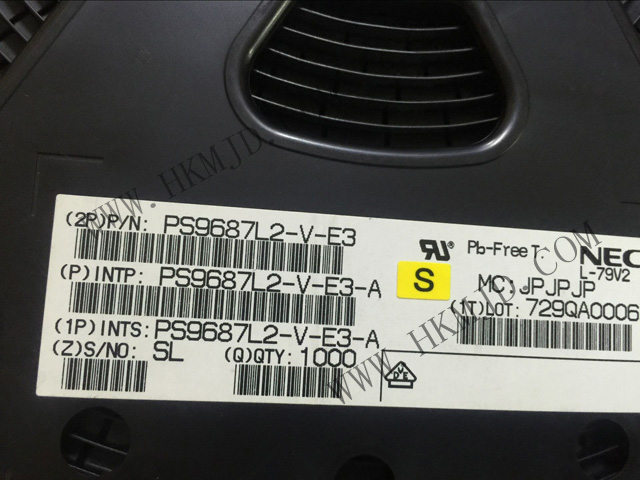 (2P)P/N: PS9687L2-V-E3
(P)INTP: PS9687L2-V-E3-A
(1P)INTS: PS9687L2-V-E3-A
(Z)S/NO: SL (Q)QTY: 1000
S
Pb-Free T: NEC
L-79V2
MC: JPJPJP
(1T)LOT: 729QA0006
WWW.HKMJD.COM
WWW.HKMJD.COM